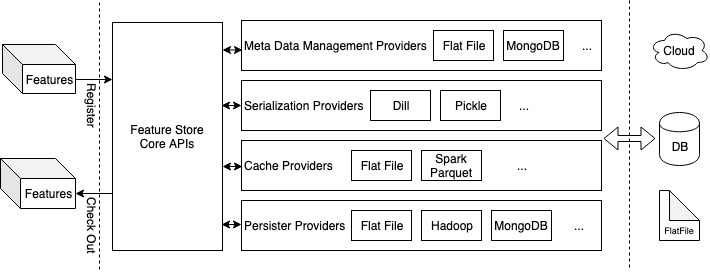 Features
Register
Features
Check Out
Feature Store
Core APIs
Meta Data Management Providers
Flat File
MongoDB
...
Serialization Providers
Dill
Pickle
...
Cache Providers
Flat File
Spark
Parquet
...
Persister Providers
Flat File
Hadoop
MongoDB
...
Cloud
DB
FlatFile